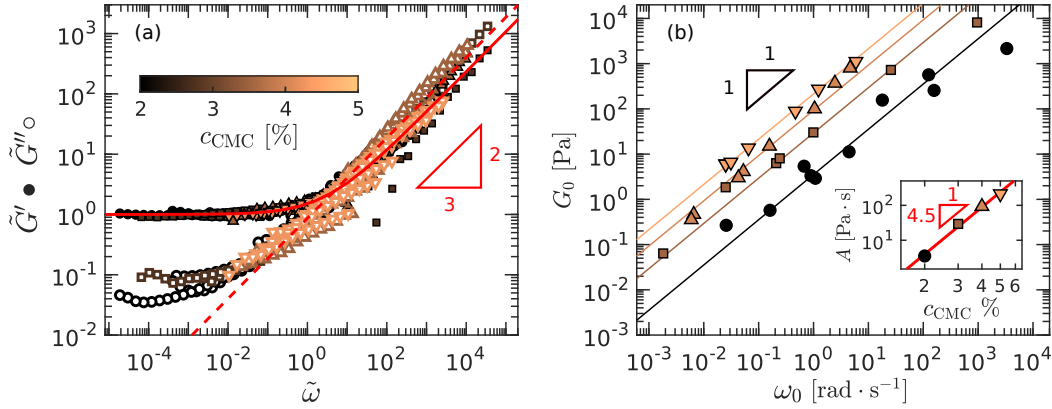 (a)
10³
10²
10¹
10⁰
10⁻¹
10⁻²
G̃′ ● G̃″ ○
2 3 4 5
c_CMC [%]
2
3
10⁻⁴ 10⁻² 10⁰ 10² 10⁴
ω̃
(b)
10⁴
10³
10²
10¹
10⁰
10⁻¹
10⁻²
10⁻³
G₀ [Pa]
1
1
10⁻³ 10⁻² 10⁻¹ 10⁰ 10¹ 10² 10³ 10⁴
ω₀ [rad · s⁻¹]
A [Pa · s]
10²
10¹
1
4.5
2 3 4 5 6
c_CMC %